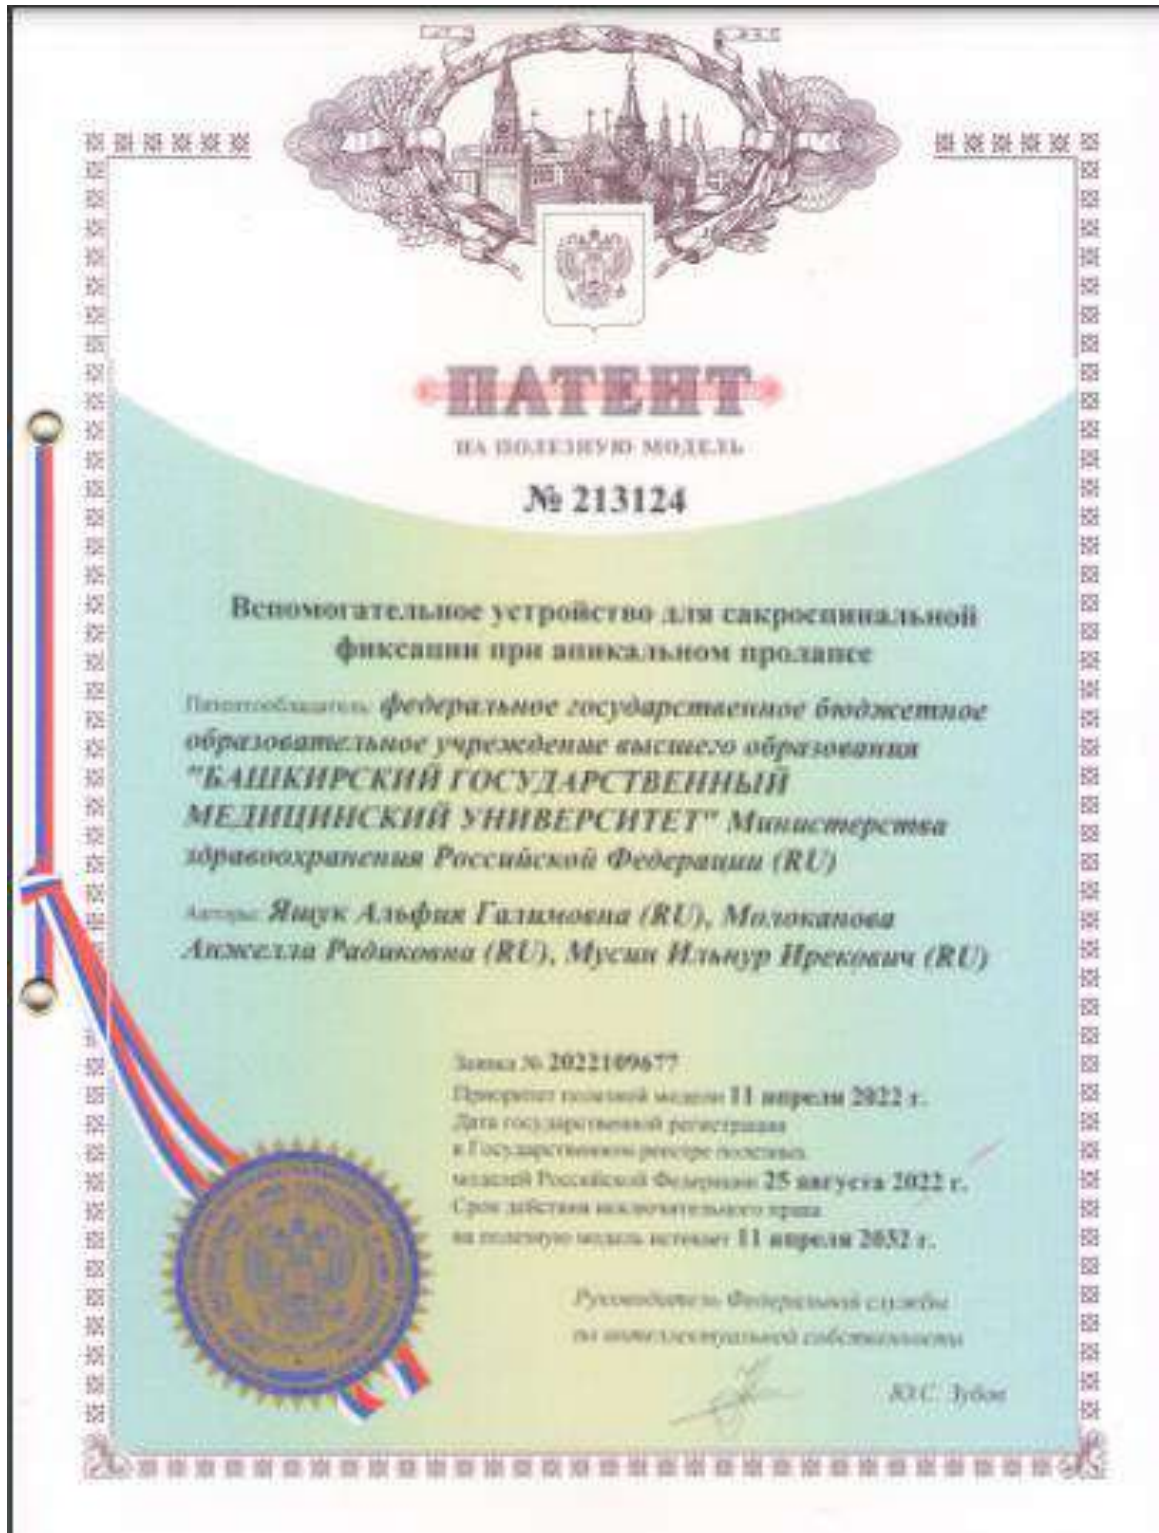 ПАТЕНТ
НА ПОЛЕЗНУЮ МОДЕЛЬ
№ 213124
Вспомогательное устройство для сакроспинальной
фиксации при апикальном пролапсе
Патентообладатель: федеральное государственное бюджетное
образовательное учреждение высшего образования
"БАШКИРСКИЙ ГОСУДАРСТВЕННЫЙ
МЕДИЦИНСКИЙ УНИВЕРСИТЕТ" Министерства
здравоохранения Российской Федерации (RU)
Авторы: Ящук Альфия Галимовна (RU), Молоканова
Анжелла Радиковна (RU), Мусин Ильнур Ирекович (RU)
Заявка № 2022109677
Приоритет полезной модели 11 апреля 2022 г.
Дата государственной регистрации
в Государственном реестре полезных
моделей Российской Федерации 25 августа 2022 г.
Срок действия исключительного права
на полезную модель истекает 11 апреля 2032 г.
Руководитель Федеральной службы
по интеллектуальной собственности
Ю.С. Зубов